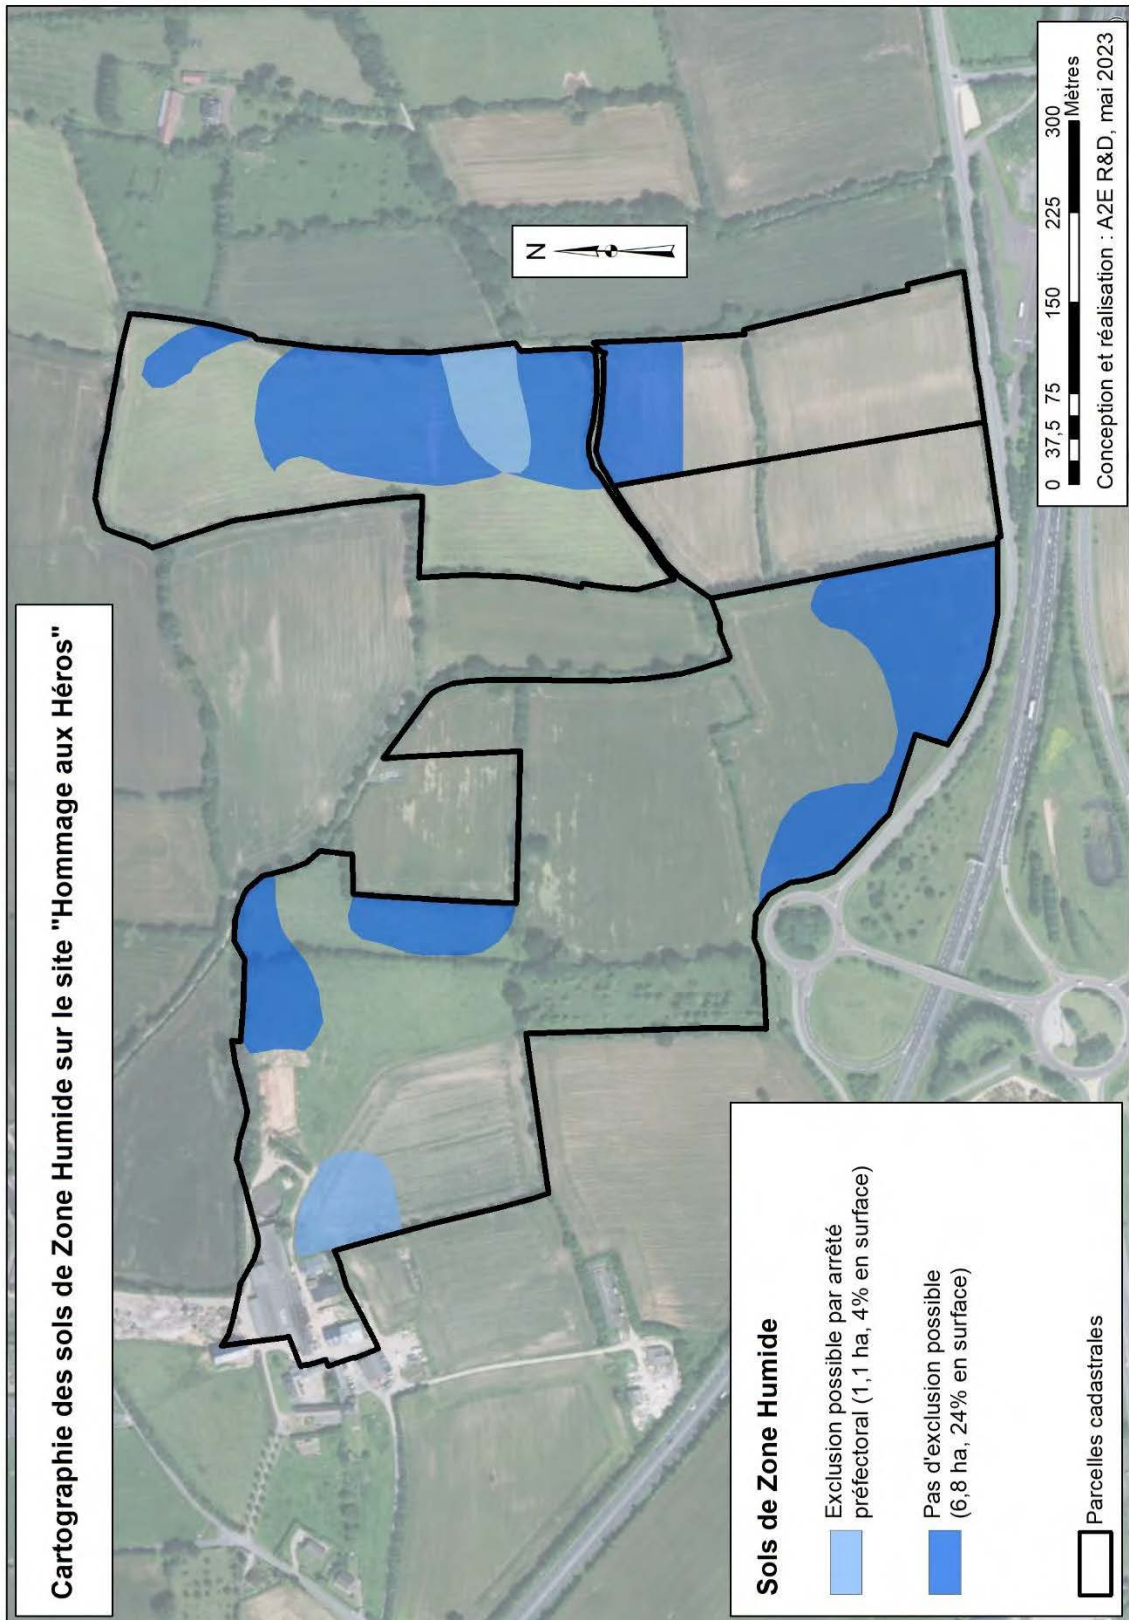 Cartographie des sols de Zone Humide sur le site "Hommage aux Héros"
N
Sols de Zone Humide
Exclusion possible par arrêté
préfectoral (1,1 ha, 4% en surface)
Pas d'exclusion possible
(6,8 ha, 24% en surface)
Parcelles cadastrales
0 37,5 75 150 225 300
Mètres
Conception et réalisation : A2E R&D, mai 2023